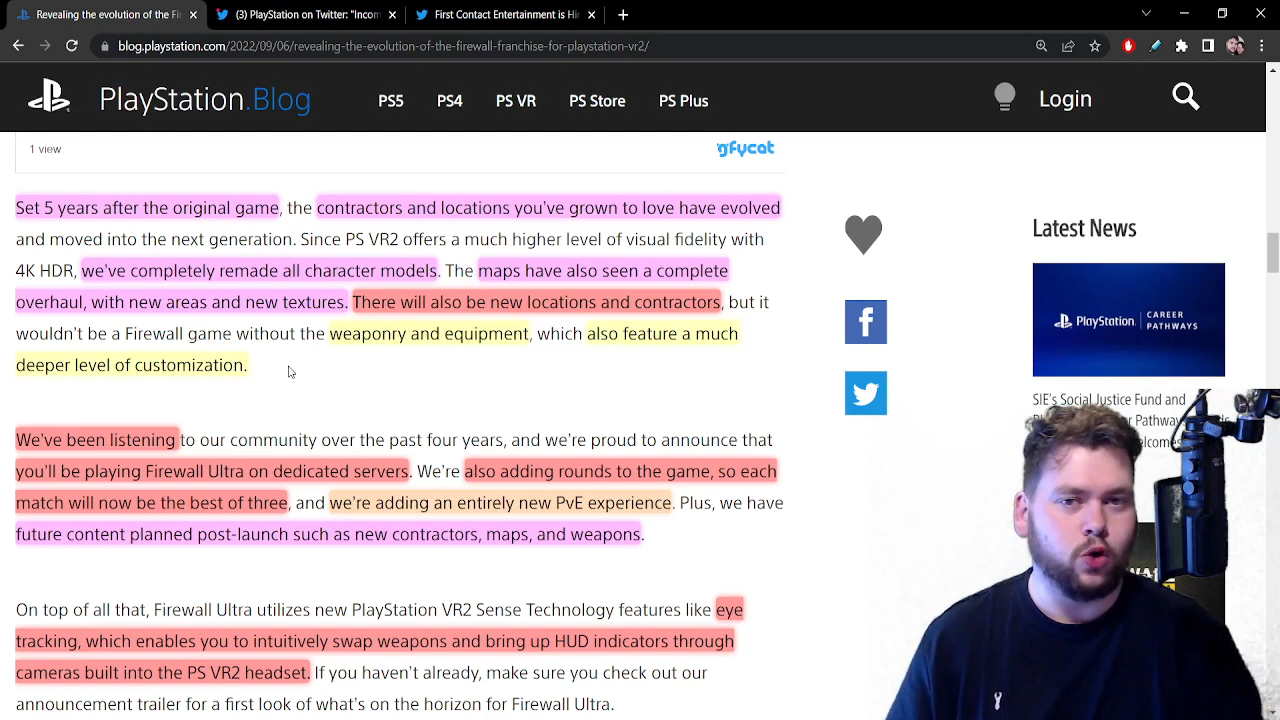 Revealing the evolution of the Fi
(3) PlayStation on Twitter: "Incom
First Contact Entertainment is Hi
blog.playstation.com/2022/09/06/revealing-the-evolution-of-the-firewall-franchise-for-playstation-vr2/
PlayStation.Blog
PS5
PS4
PS VR
PS Store
PS Plus
Login
1 view
gfycat
Set 5 years after the original game, the contractors and locations you've grown to love have evolved
and moved into the next generation. Since PS VR2 offers a much higher level of visual fidelity with
4K HDR, we've completely remade all character models. The maps have also seen a complete
overhaul, with new areas and new textures. There will also be new locations and contractors, but it
wouldn't be a Firewall game without the weaponry and equipment, which also feature a much
deeper level of customization.
We've been listening to our community over the past four years, and we're proud to announce that
you'll be playing Firewall Ultra on dedicated servers. We're also adding rounds to the game, so each
match will now be the best of three, and we're adding an entirely new PvE experience. Plus, we have
future content planned post-launch such as new contractors, maps, and weapons.
On top of all that, Firewall Ultra utilizes new PlayStation VR2 Sense Technology features like eye
tracking, which enables you to intuitively swap weapons and bring up HUD indicators through
cameras built into the PS VR2 headset. If you haven't already, make sure you check out our
announcement trailer for a first look of what's on the horizon for Firewall Ultra.
Latest News
PlayStation
CAREER
PATHWAYS
SIE's Social Justice Fund and
Pathways